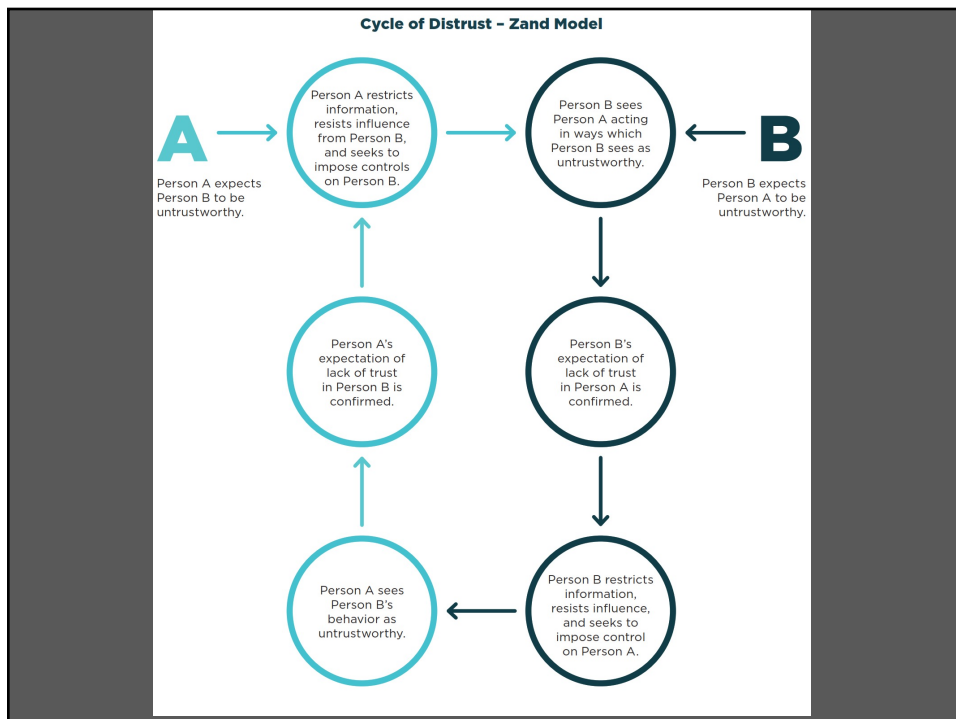 Cycle of Distrust – Zand Model
A
Person A expects
Person B to be
untrustworthy.
Person A restricts
information,
resists influence
from Person B,
and seeks to
impose controls
on Person B.
Person B sees
Person A acting
in ways which
Person B sees as
untrustworthy.
B
Person B expects
Person A to be
untrustworthy.
Person A’s
expectation of
lack of trust
in Person B is
confirmed.
Person B’s
expectation of
lack of trust
in Person A is
confirmed.
Person A sees
Person B’s
behavior as
untrustworthy.
Person B restricts
information,
resists influence,
and seeks to
impose control
on Person A.